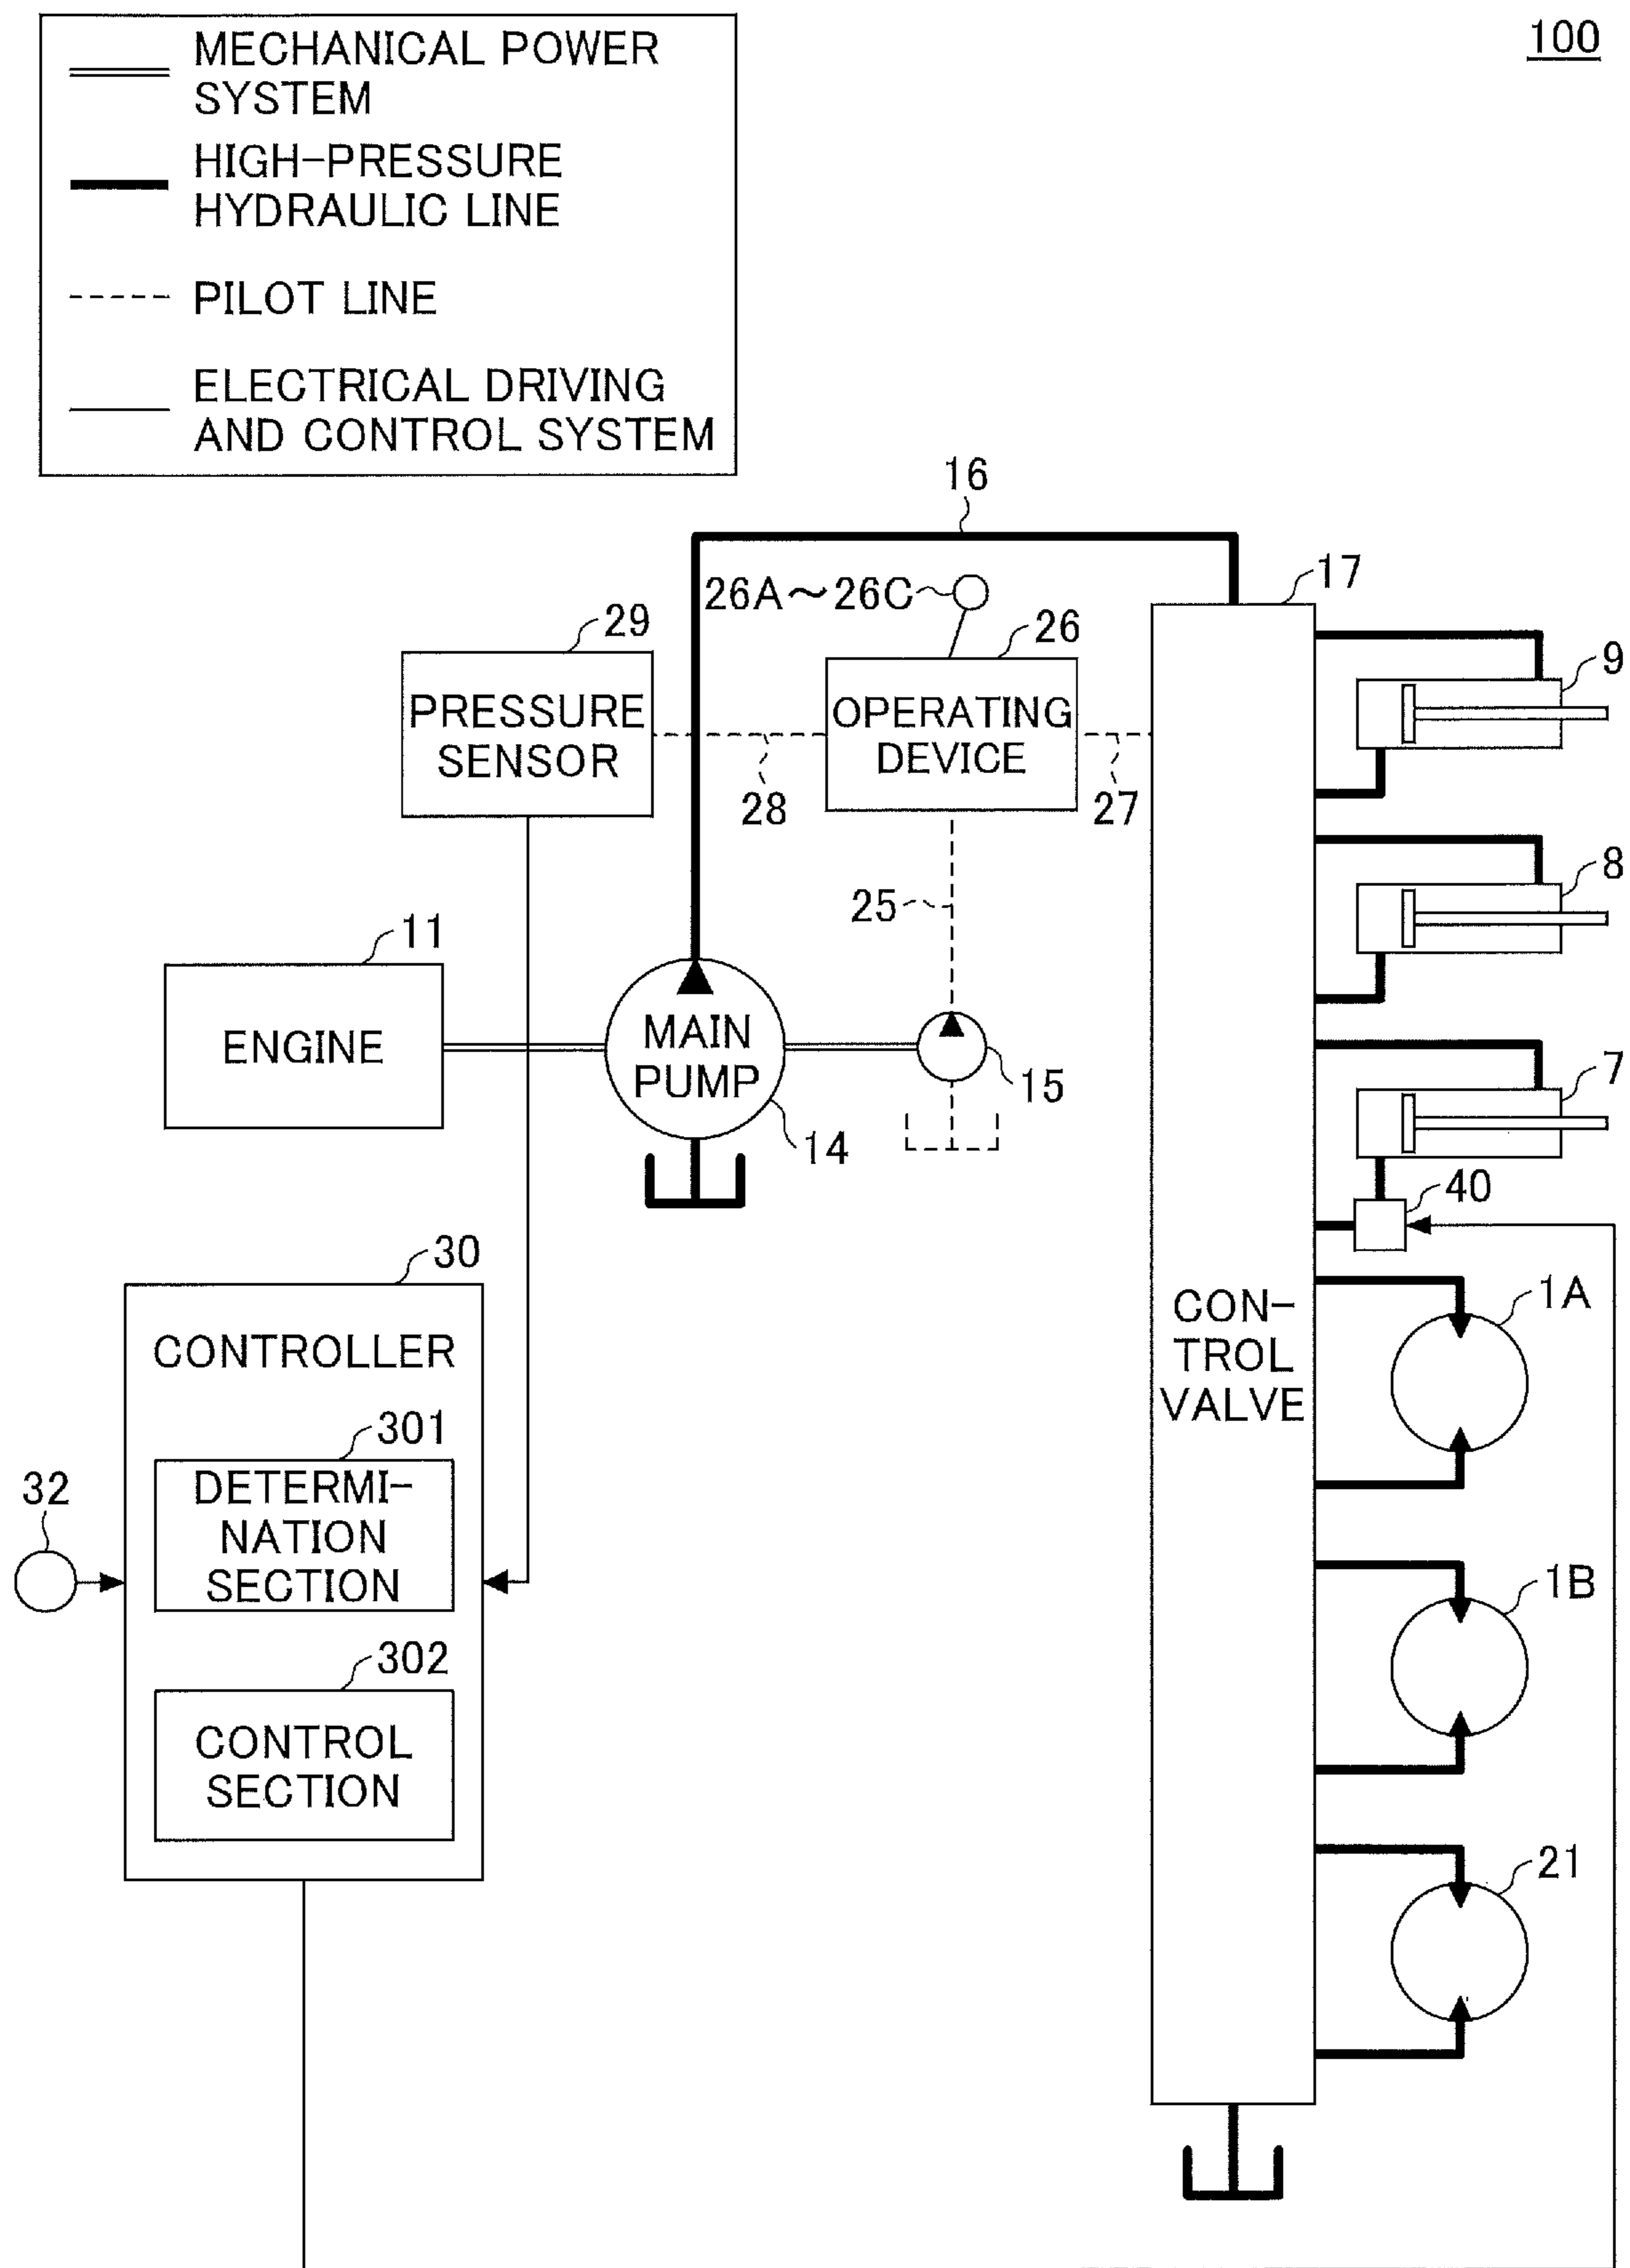 MECHANICAL POWER
SYSTEM
HIGH-PRESSURE
HYDRAULIC LINE
PILOT LINE
ELECTRICAL DRIVING
AND CONTROL SYSTEM
100
16
26A～26C
17
29
26
9
PRESSURE
SENSOR
OPERATING
DEVICE
28
27
8
25
11
ENGINE
MAIN
PUMP
15
14
7
40
30
CONTROLLER
1A
CON-
TROL
VALVE
301
DETERMI-
NATION
SECTION
32
1B
302
CONTROL
SECTION
21